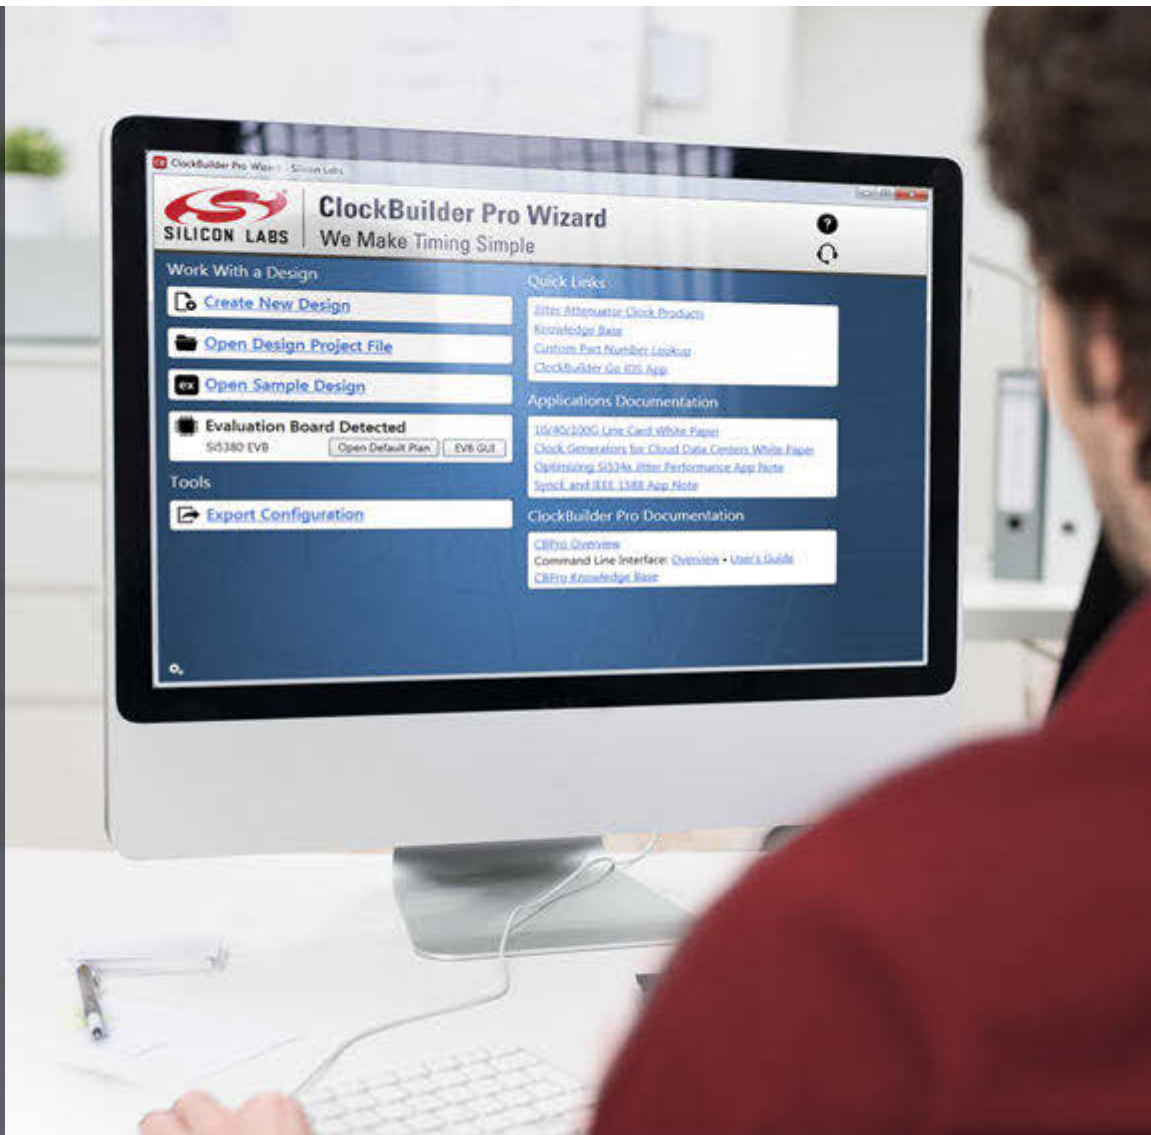 ClockBuilder Pro Wizard - Silicon Labs
SILICON LABS
ClockBuilder Pro Wizard
We Make Timing Simple
?
Work With a Design
Create New Design
Open Design Project File
ex Open Sample Design
Evaluation Board Detected
Si5380 EVB
Open Default Plan
EVB GUI
Tools
Export Configuration
Quick Links
Jitter Attenuator Clock Products
Knowledge Base
Custom Part Number Lookup
ClockBuilder Go iOS App
Applications Documentation
10/40/100G Line Card White Paper
Clock Generators for Cloud Data Centers White Paper
Optimizing Si534x Jitter Performance App Note
SyncE and IEEE 1588 App Note
ClockBuilder Pro Documentation
CBPro Overview
Command Line Interface: Overview • User's Guide
CBPro Knowledge Base